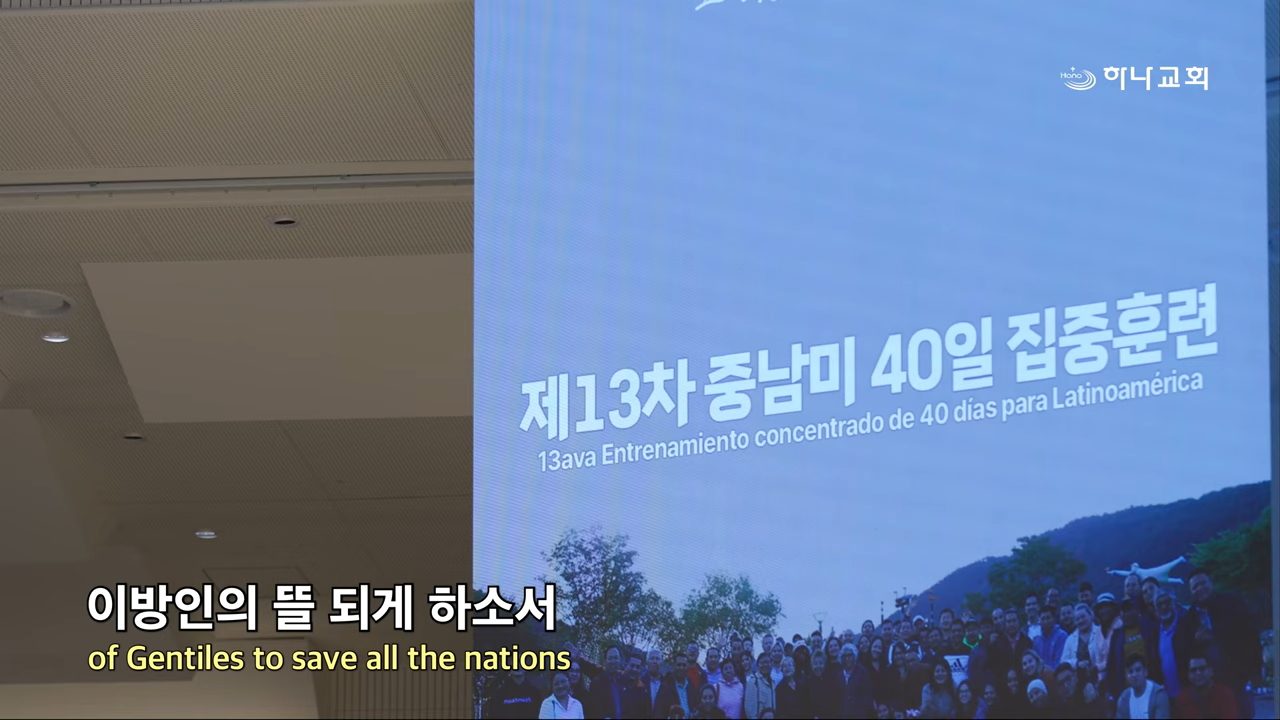 Hana 하나교회
제13차 중남미 40일 집중훈련
13ava Entrenamiento concentrado de 40 días para Latinoamérica
이방인의 뜰 되게 하소서
of Gentiles to save all the nations